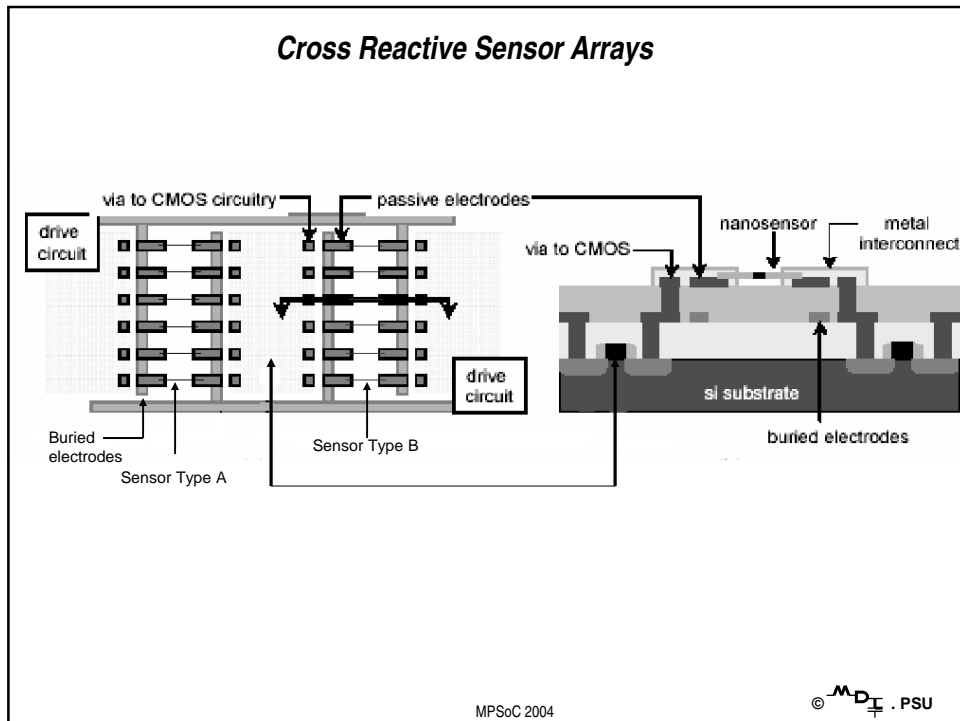 Cross Reactive Sensor Arrays
via to CMOS circuitry
passive electrodes
drive
circuit
drive
circuit
Buried
electrodes
Sensor Type A
Sensor Type B
nanosensor
metal
interconnect
via to CMOS
si substrate
buried electrodes
MPSoC 2004
© MDL . PSU